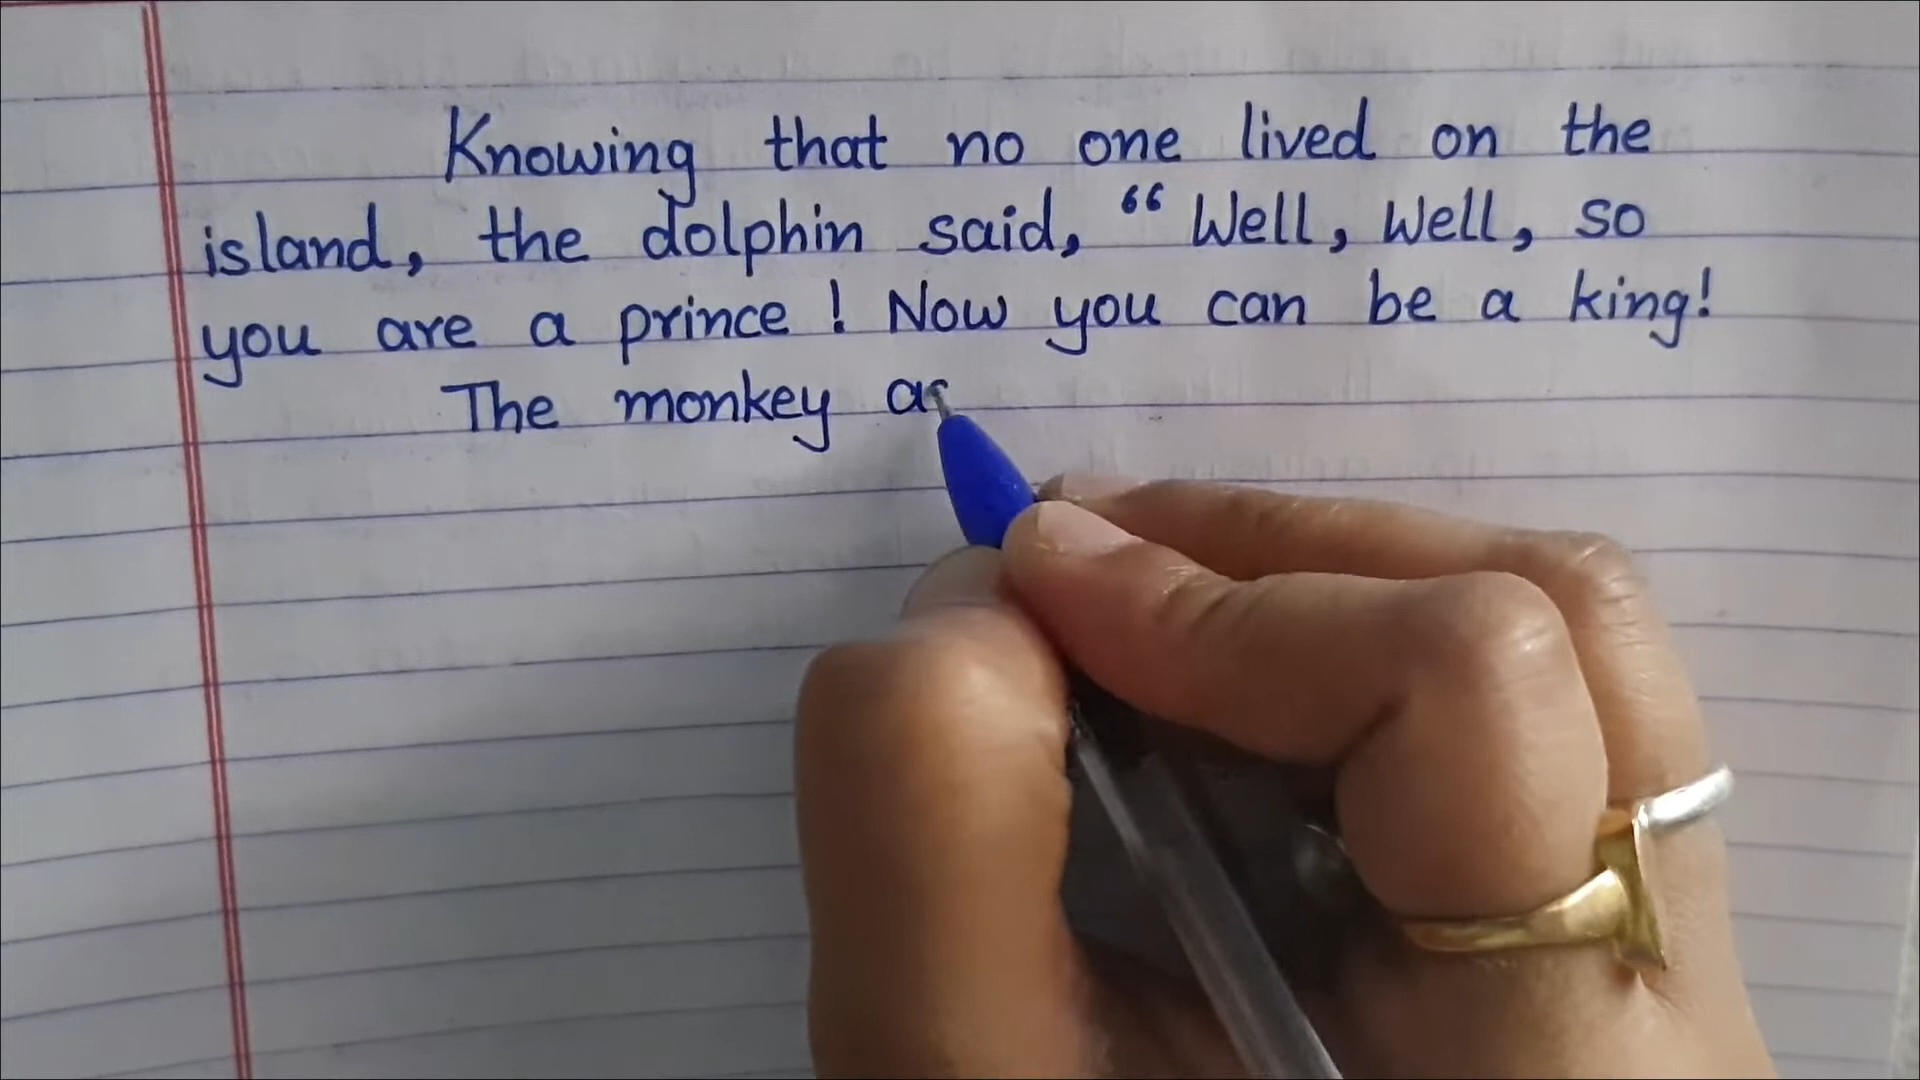 Knowing that no one lived on the
island, the dolphin said, “ Well, Well, so
you are a prince ! Now you can be a king!
The monkey as